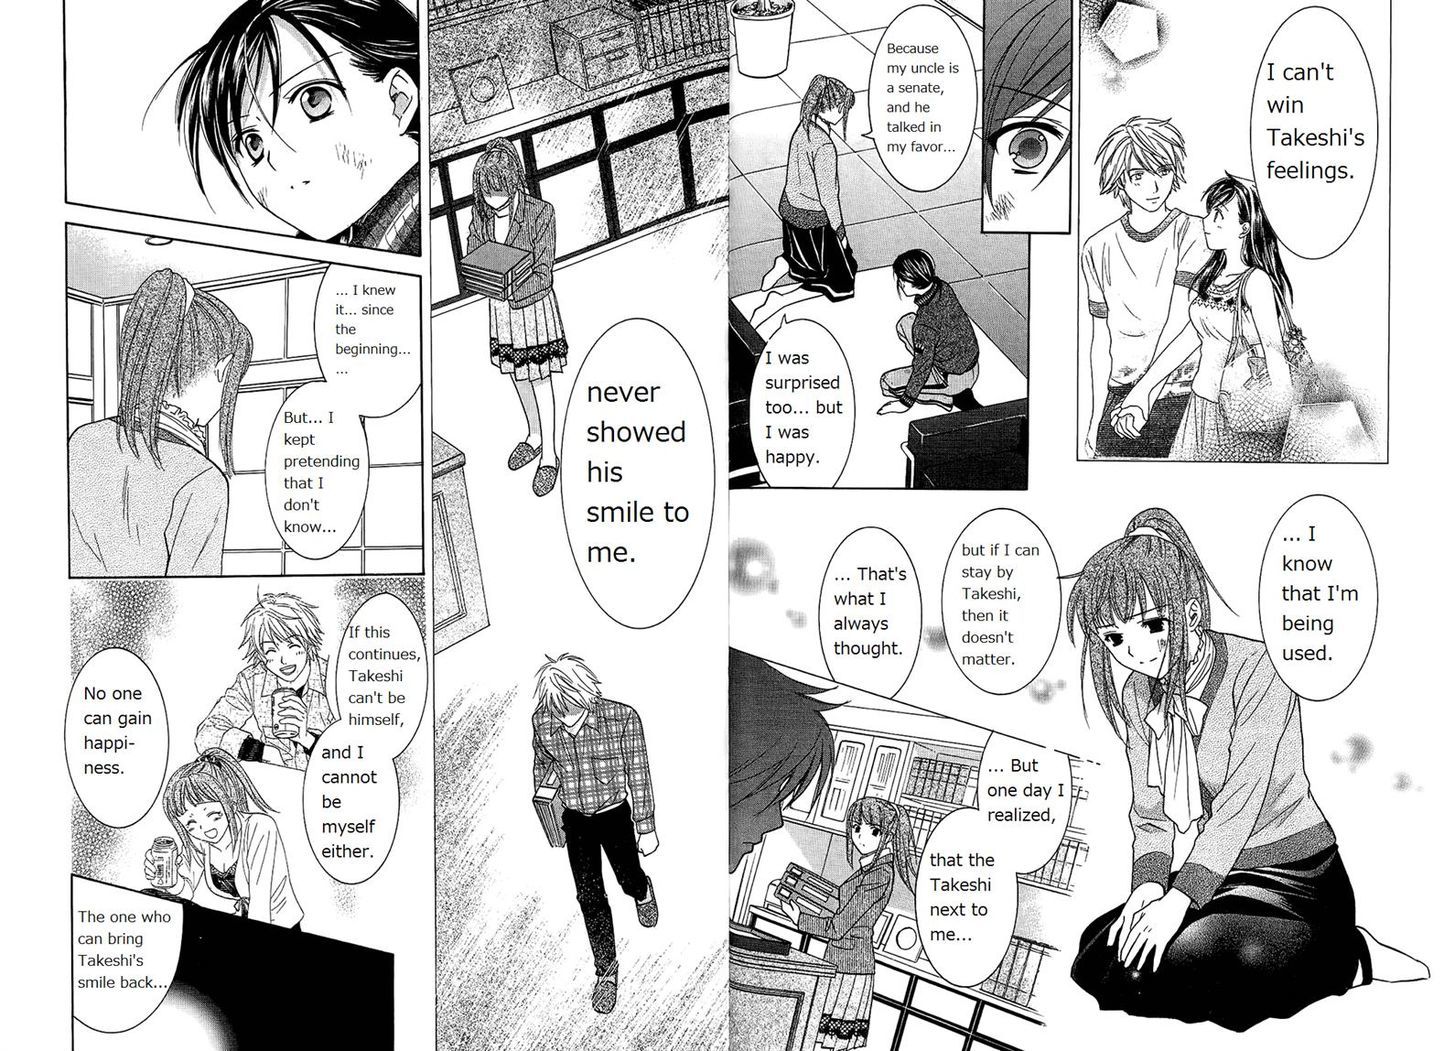 I can't
win
Takeshi's
feelings.
Because
my uncle is
a senate,
and he
talked in
my favor...
I was
surprised
too... but
I was
happy.
... I
know
that I'm
being
used.
but if I can
stay by
Takeshi,
then it
doesn't
matter.
... That's
what I
always
thought.
... But
one day I
realized,
that the
Takeshi
next to
me...
never
showed
his
smile to
me.
... I knew
it... since
the
beginning...
...
But... I
kept
pretending
that I
don't
know...
If this
continues,
Takeshi
can't be
himself,
and I
cannot
be
myself
either.
No one
can gain
happi-
ness.
The one who
can bring
Takeshi's
smile back...